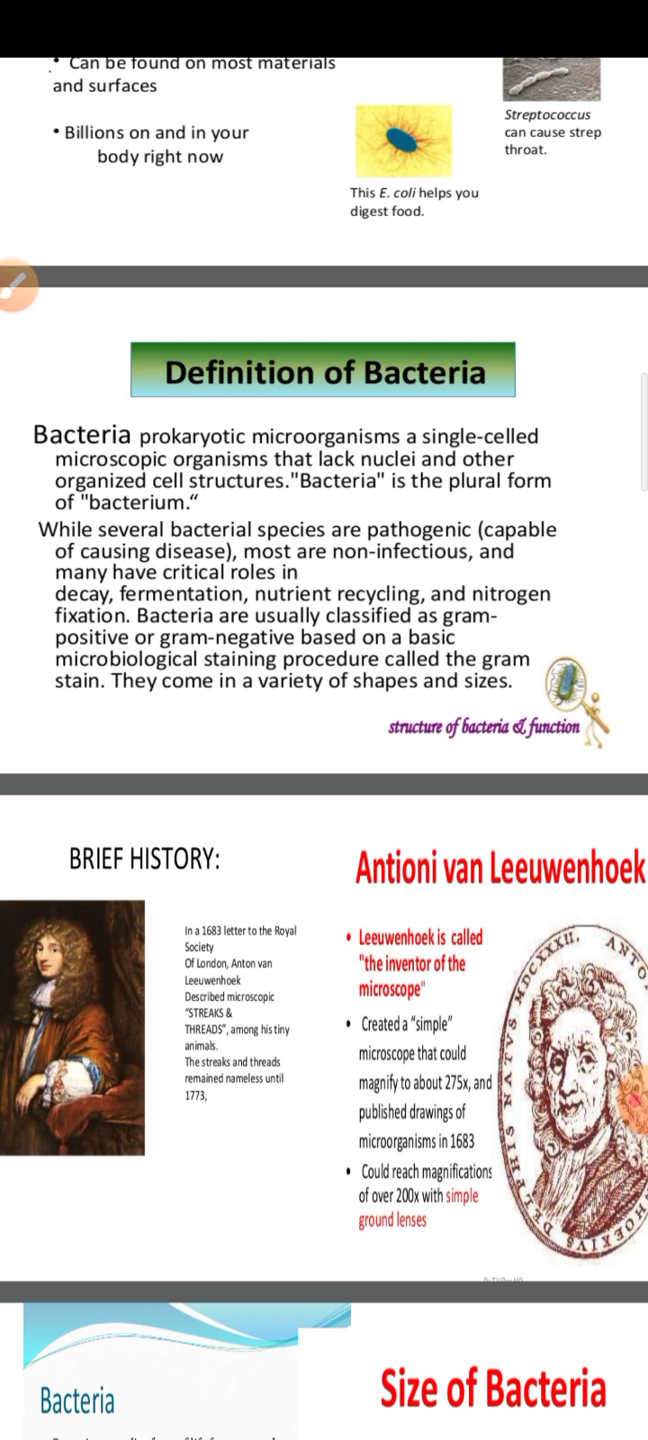 • Can be found on most materials
and surfaces
• Billions on and in your
body right now
Streptococcus
can cause strep
throat.
This E. coli helps you
digest food.
Definition of Bacteria
Bacteria prokaryotic microorganisms a single-celled
microscopic organisms that lack nuclei and other
organized cell structures."Bacteria" is the plural form
of "bacterium.“
While several bacterial species are pathogenic (capable
of causing disease), most are non-infectious, and
many have critical roles in
decay, fermentation, nutrient recycling, and nitrogen
fixation. Bacteria are usually classified as gram-
positive or gram-negative based on a basic
microbiological staining procedure called the gram
stain. They come in a variety of shapes and sizes.
structure of bacteria & function
BRIEF HISTORY:
In a 1683 letter to the Royal
Society
Of London, Anton van
Leeuwenhoek
Described microscopic
“STREAKS &
THREADS”, among his tiny
animals.
The streaks and threads
remained nameless until
1773,
Antioni van Leeuwenhoek
• Leeuwenhoek is called
"the inventor of the
microscope"
• Created a “simple”
microscope that could
magnify to about 275x, and
published drawings of
microorganisms in 1683
• Could reach magnifications
of over 200x with simple
ground lenses
DELPHIS NATVS MDCXXXII. ANTO
Bacteria
Size of Bacteria